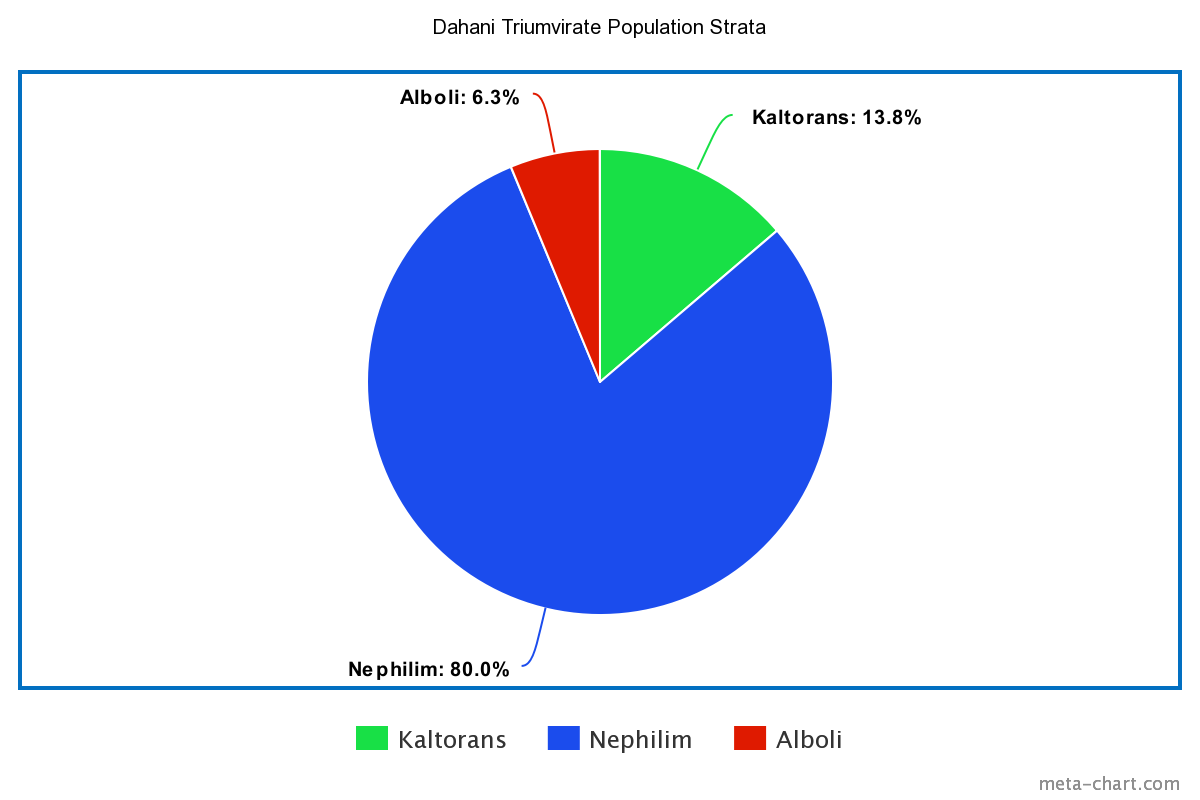 Dahani Triumvirate Population Strata
Alboli: 6.3%
Kaltorans: 13.8%
Nephilim: 80.0%
Kaltorans Nephilim Alboli
meta-chart.com